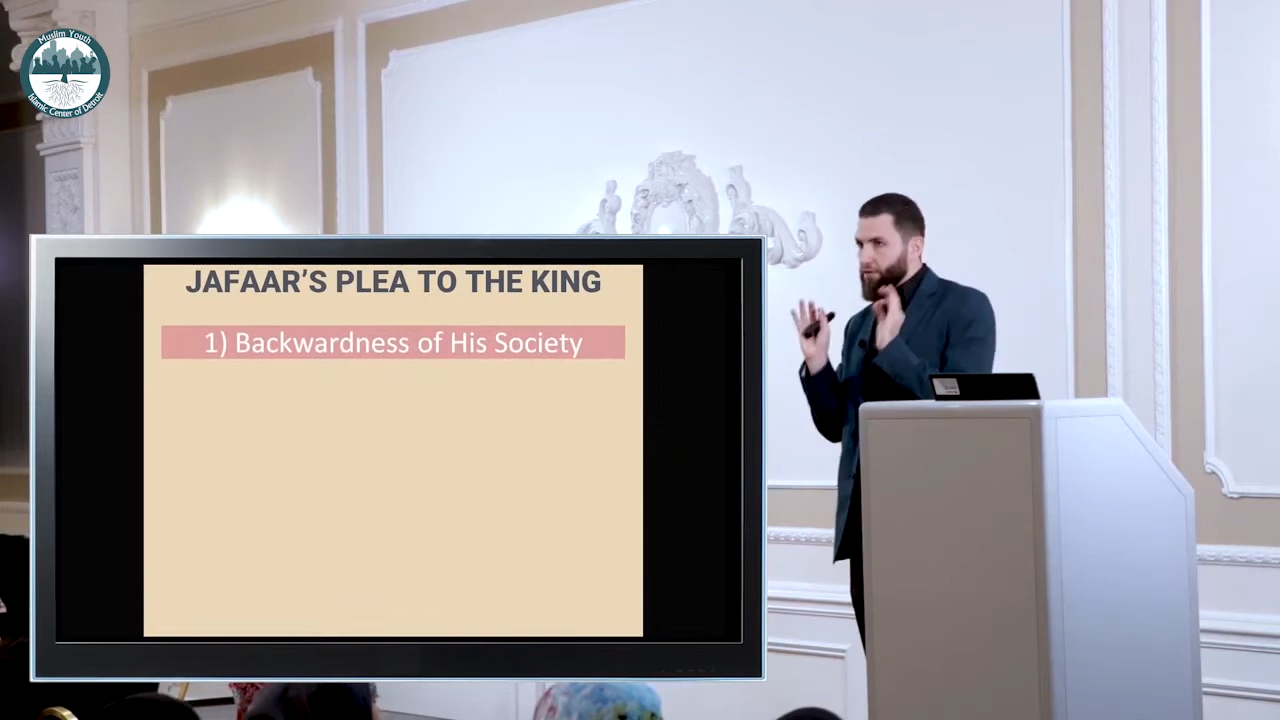 Muslim Youth
Islamic Center of Detroit
JAFAAR'S PLEA TO THE KING
1) Backwardness of His Society